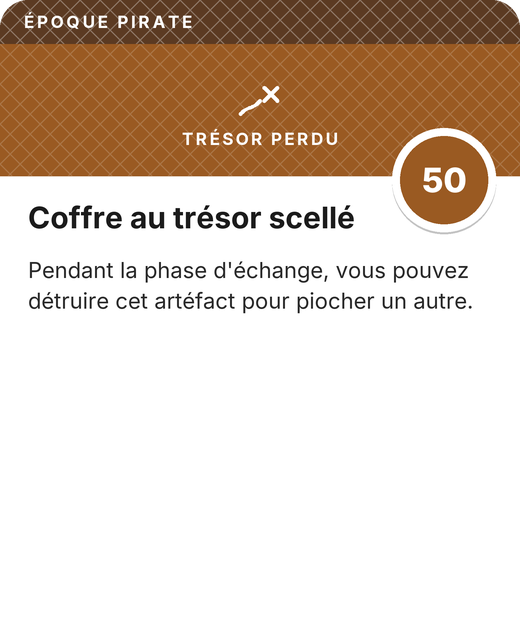 ÉPOQUE PIRATE
TRÉSOR PERDU
50
Coffre au trésor scellé
Pendant la phase d'échange, vous pouvez
détruire cet artéfact pour piocher un autre.